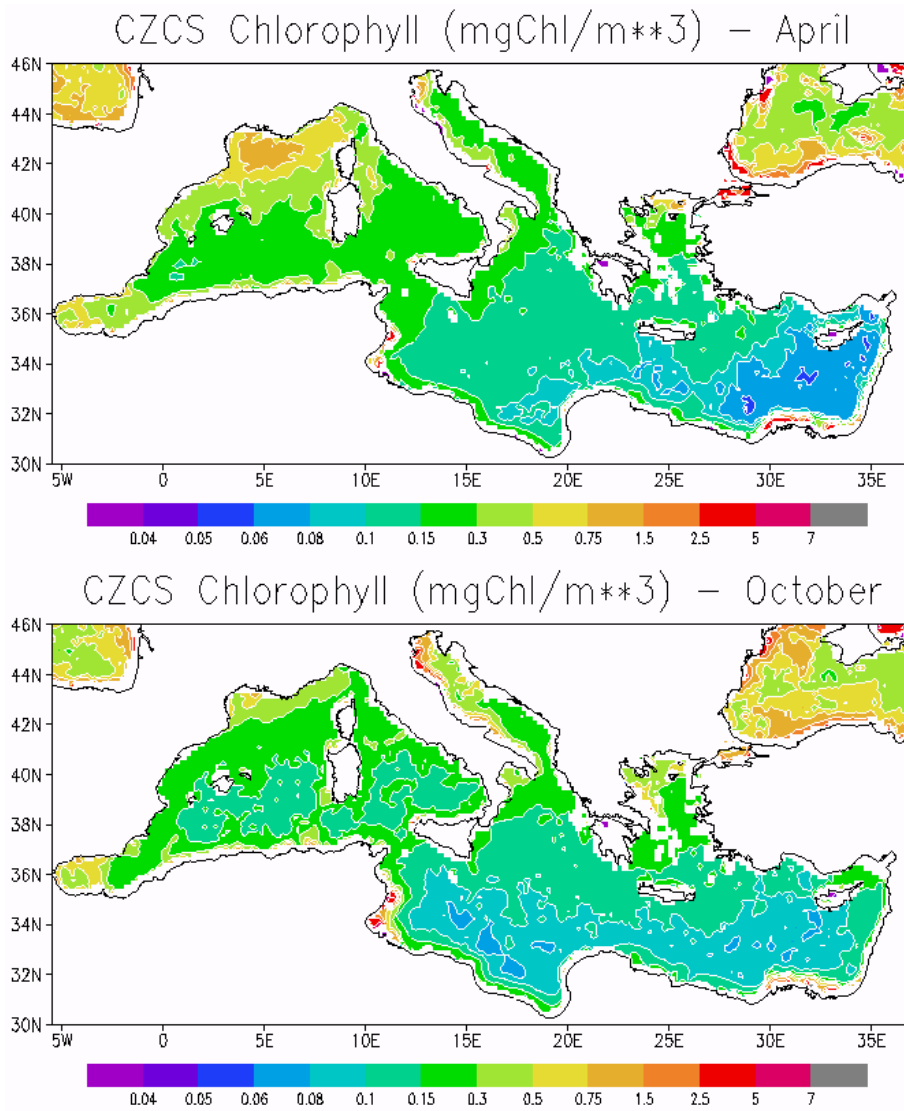 CZCS Chlorophyll (mgChl/m**3) – April
46N
44N
42N
40N
38N
36N
34N
32N
30N
5W 0 5E 10E 15E 20E 25E 30E 35E
0.04 0.05 0.06 0.08 0.1 0.15 0.3 0.5 0.75 1.5 2.5 5 7
CZCS Chlorophyll (mgChl/m**3) – October
46N
44N
42N
40N
38N
36N
34N
32N
30N
5W 0 5E 10E 15E 20E 25E 30E 35E
0.04 0.05 0.06 0.08 0.1 0.15 0.3 0.5 0.75 1.5 2.5 5 7